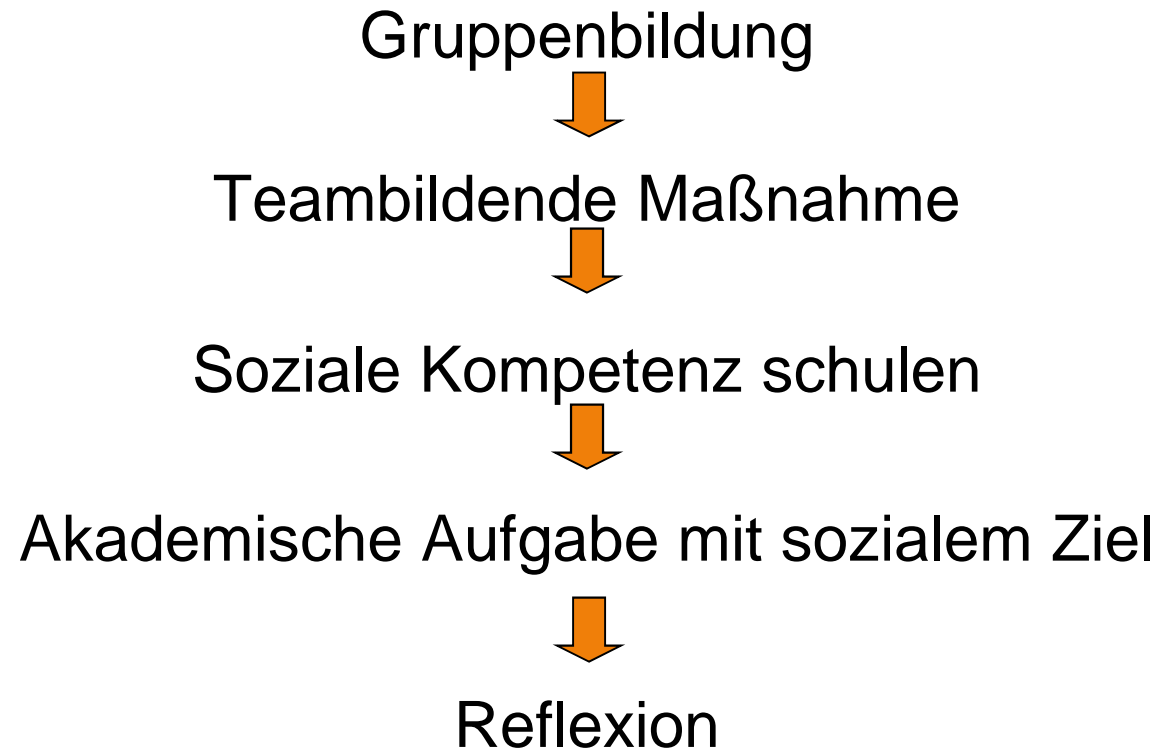 Gruppenbildung
Teambildende Maßnahme
Soziale Kompetenz schulen
Akademische Aufgabe mit sozialem Ziel
Reflexion